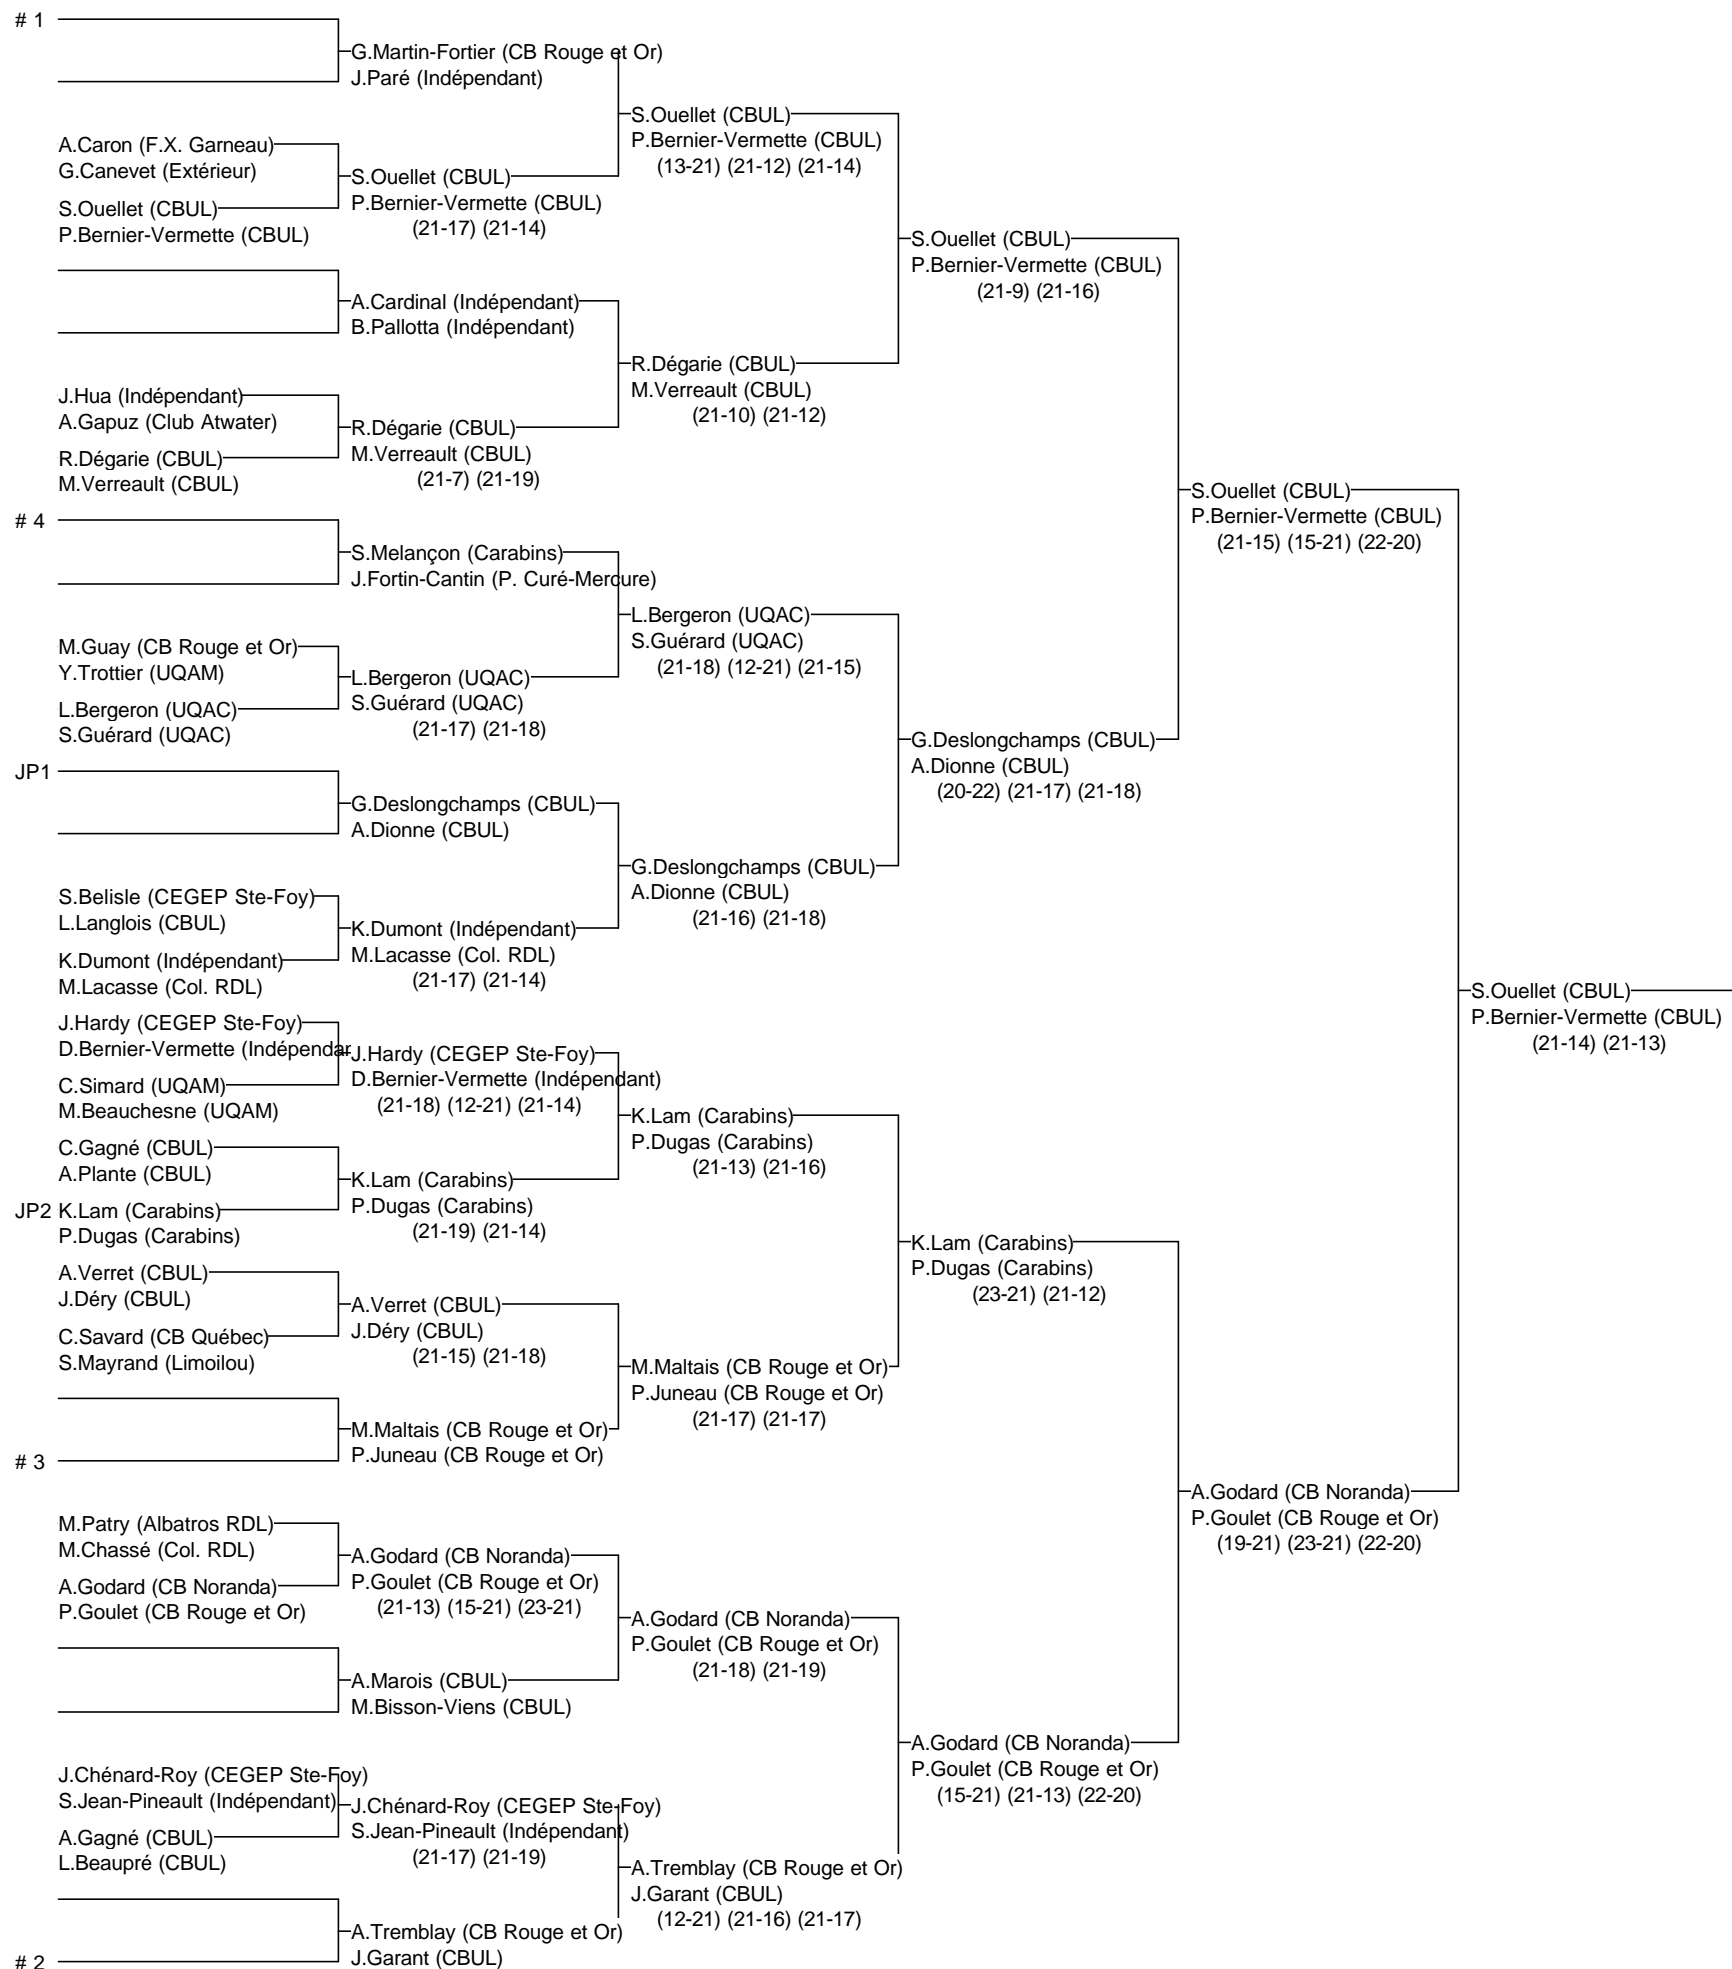 # 1
G.Martin-Fortier (CB Rouge et Or)
J.Paré (Indépendant)
S.Ouellet (CBUL)
P.Bernier-Vermette (CBUL)
(13-21) (21-12) (21-14)
A.Caron (F.X. Garneau)
G.Canevet (Extérieur)
S.Ouellet (CBUL)
P.Bernier-Vermette (CBUL)
(21-17) (21-14)
S.Ouellet (CBUL)
P.Bernier-Vermette (CBUL)
S.Ouellet (CBUL)
P.Bernier-Vermette (CBUL)
(21-9) (21-16)
A.Cardinal (Indépendant)
B.Pallotta (Indépendant)
R.Dégarie (CBUL)
M.Verreault (CBUL)
(21-10) (21-12)
J.Hua (Indépendant)
A.Gapuz (Club Atwater)
R.Dégarie (CBUL)
M.Verreault (CBUL)
(21-7) (21-19)
R.Dégarie (CBUL)
M.Verreault (CBUL)
S.Ouellet (CBUL)
P.Bernier-Vermette (CBUL)
(21-15) (15-21) (22-20)
# 4
S.Melançon (Carabins)
J.Fortin-Cantin (P. Curé-Mercure)
L.Bergeron (UQAC)
S.Guérard (UQAC)
(21-18) (12-21) (21-15)
M.Guay (CB Rouge et Or)
Y.Trottier (UQAM)
L.Bergeron (UQAC)
S.Guérard (UQAC)
(21-17) (21-18)
L.Bergeron (UQAC)
S.Guérard (UQAC)
G.Deslongchamps (CBUL)
A.Dionne (CBUL)
(20-22) (21-17) (21-18)
JP1
G.Deslongchamps (CBUL)
A.Dionne (CBUL)
G.Deslongchamps (CBUL)
A.Dionne (CBUL)
(21-16) (21-18)
S.Belisle (CEGEP Ste-Foy)
L.Langlois (CBUL)
K.Dumont (Indépendant)
M.Lacasse (Col. RDL)
(21-17) (21-14)
K.Dumont (Indépendant)
M.Lacasse (Col. RDL)
S.Ouellet (CBUL)
P.Bernier-Vermette (CBUL)
(21-14) (21-13)
J.Hardy (CEGEP Ste-Foy)
D.Bernier-Vermette (Indépendan
J.Hardy (CEGEP Ste-Foy)
D.Bernier-Vermette (Indépendant)
(21-18) (12-21) (21-14)
C.Simard (UQAM)
M.Beauchesne (UQAM)
K.Lam (Carabins)
P.Dugas (Carabins)
(21-13) (21-16)
C.Gagné (CBUL)
A.Plante (CBUL)
K.Lam (Carabins)
P.Dugas (Carabins)
(21-19) (21-14)
JP2 K.Lam (Carabins)
P.Dugas (Carabins)
K.Lam (Carabins)
P.Dugas (Carabins)
(23-21) (21-12)
A.Verret (CBUL)
J.Déry (CBUL)
A.Verret (CBUL)
J.Déry (CBUL)
(21-15) (21-18)
C.Savard (CB Québec)
S.Mayrand (Limoilou)
M.Maltais (CB Rouge et Or)
P.Juneau (CB Rouge et Or)
(21-17) (21-17)
M.Maltais (CB Rouge et Or)
P.Juneau (CB Rouge et Or)
# 3
A.Godard (CB Noranda)
P.Goulet (CB Rouge et Or)
(19-21) (23-21) (22-20)
M.Patry (Albatros RDL)
M.Chassé (Col. RDL)
A.Godard (CB Noranda)
P.Goulet (CB Rouge et Or)
(21-13) (15-21) (23-21)
A.Godard (CB Noranda)
P.Goulet (CB Rouge et Or)
A.Godard (CB Noranda)
P.Goulet (CB Rouge et Or)
(21-18) (21-19)
A.Marois (CBUL)
M.Bisson-Viens (CBUL)
A.Godard (CB Noranda)
P.Goulet (CB Rouge et Or)
(15-21) (21-13) (22-20)
J.Chénard-Roy (CEGEP Ste-Foy)
S.Jean-Pineault (Indépendant)
J.Chénard-Roy (CEGEP Ste-Foy)
S.Jean-Pineault (Indépendant)
(21-17) (21-19)
A.Gagné (CBUL)
L.Beaupré (CBUL)
A.Tremblay (CB Rouge et Or)
J.Garant (CBUL)
(12-21) (21-16) (21-17)
A.Tremblay (CB Rouge et Or)
J.Garant (CBUL)
# 2